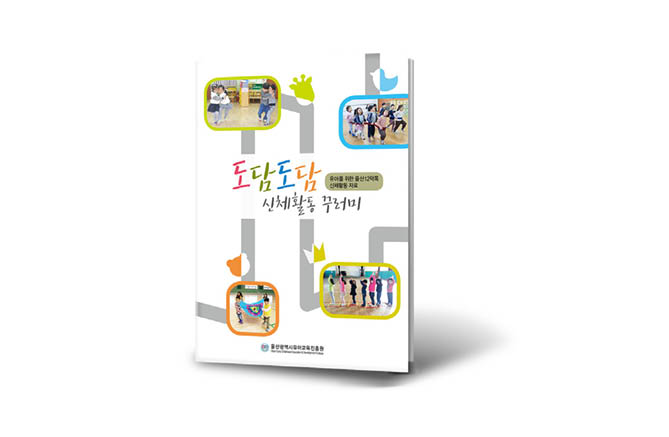 도담도담
유아를 위한 울산12덕목
신체활동 자료
신체활동 꾸러미
울산광역시유아교육진흥원